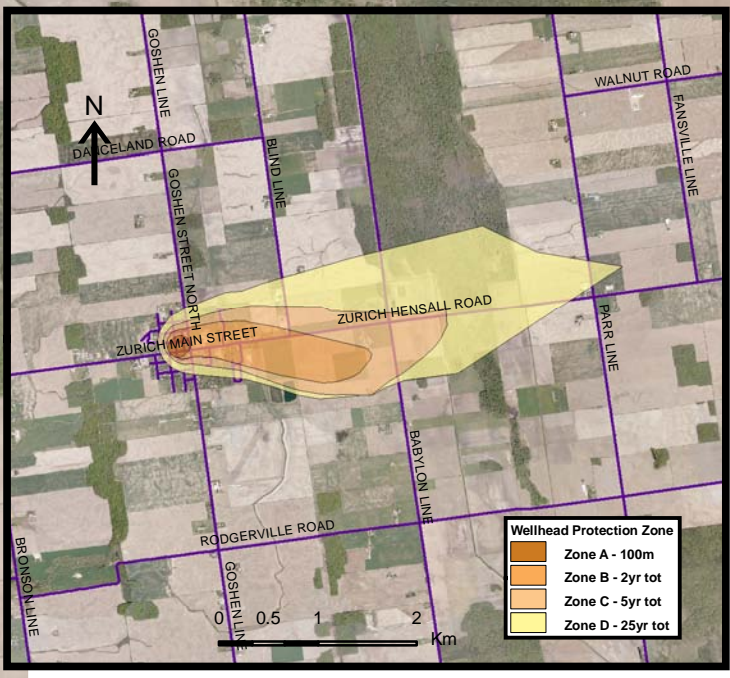 GOSHEN LINE
WALNUT ROAD
FANSVILLE LINE
N
DANCELAND ROAD
BLIND LINE
GOSHEN STREET NORTH
ZURICH HENSALL ROAD
ZURICH MAIN STREET
PARR LINE
BABYLON LINE
RODGERVILLE ROAD
BRONSON LINE
GOSHEN LINE
0 0.5 1 2
Km
Wellhead Protection Zone
Zone A - 100m
Zone B - 2yr tot
Zone C - 5yr tot
Zone D - 25yr tot